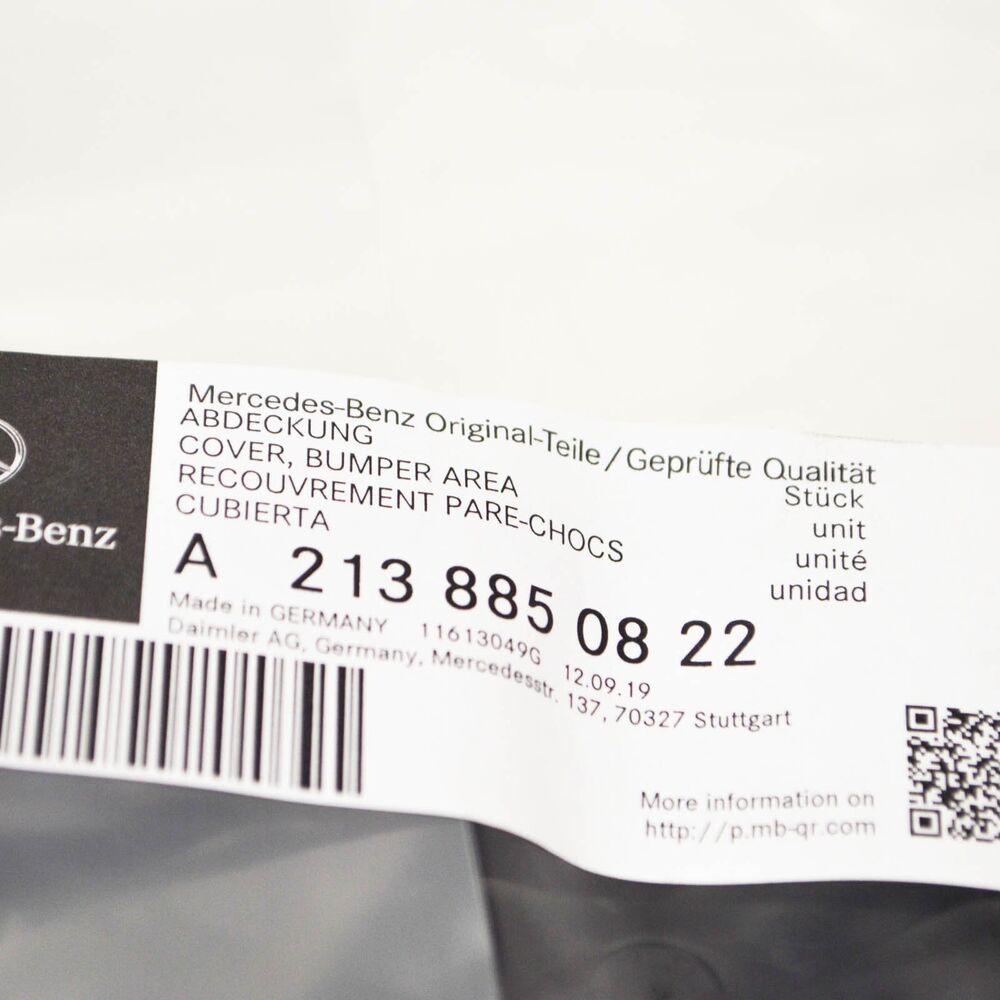 -Benz
Mercedes-Benz Original-Teile/Geprüfte Qualität
ABDECKUNG
COVER, BUMPER AREA
RECOUVREMENT PARE-CHOCS
CUBIERTA
Stück
unit
unité
unidad
A 213 885 08 22
Made in GERMANY 11613049G 12.09.19
Daimler AG, Germany, Mercedesstr. 137, 70327 Stuttgart
More information on
http://p.mb-qr.com